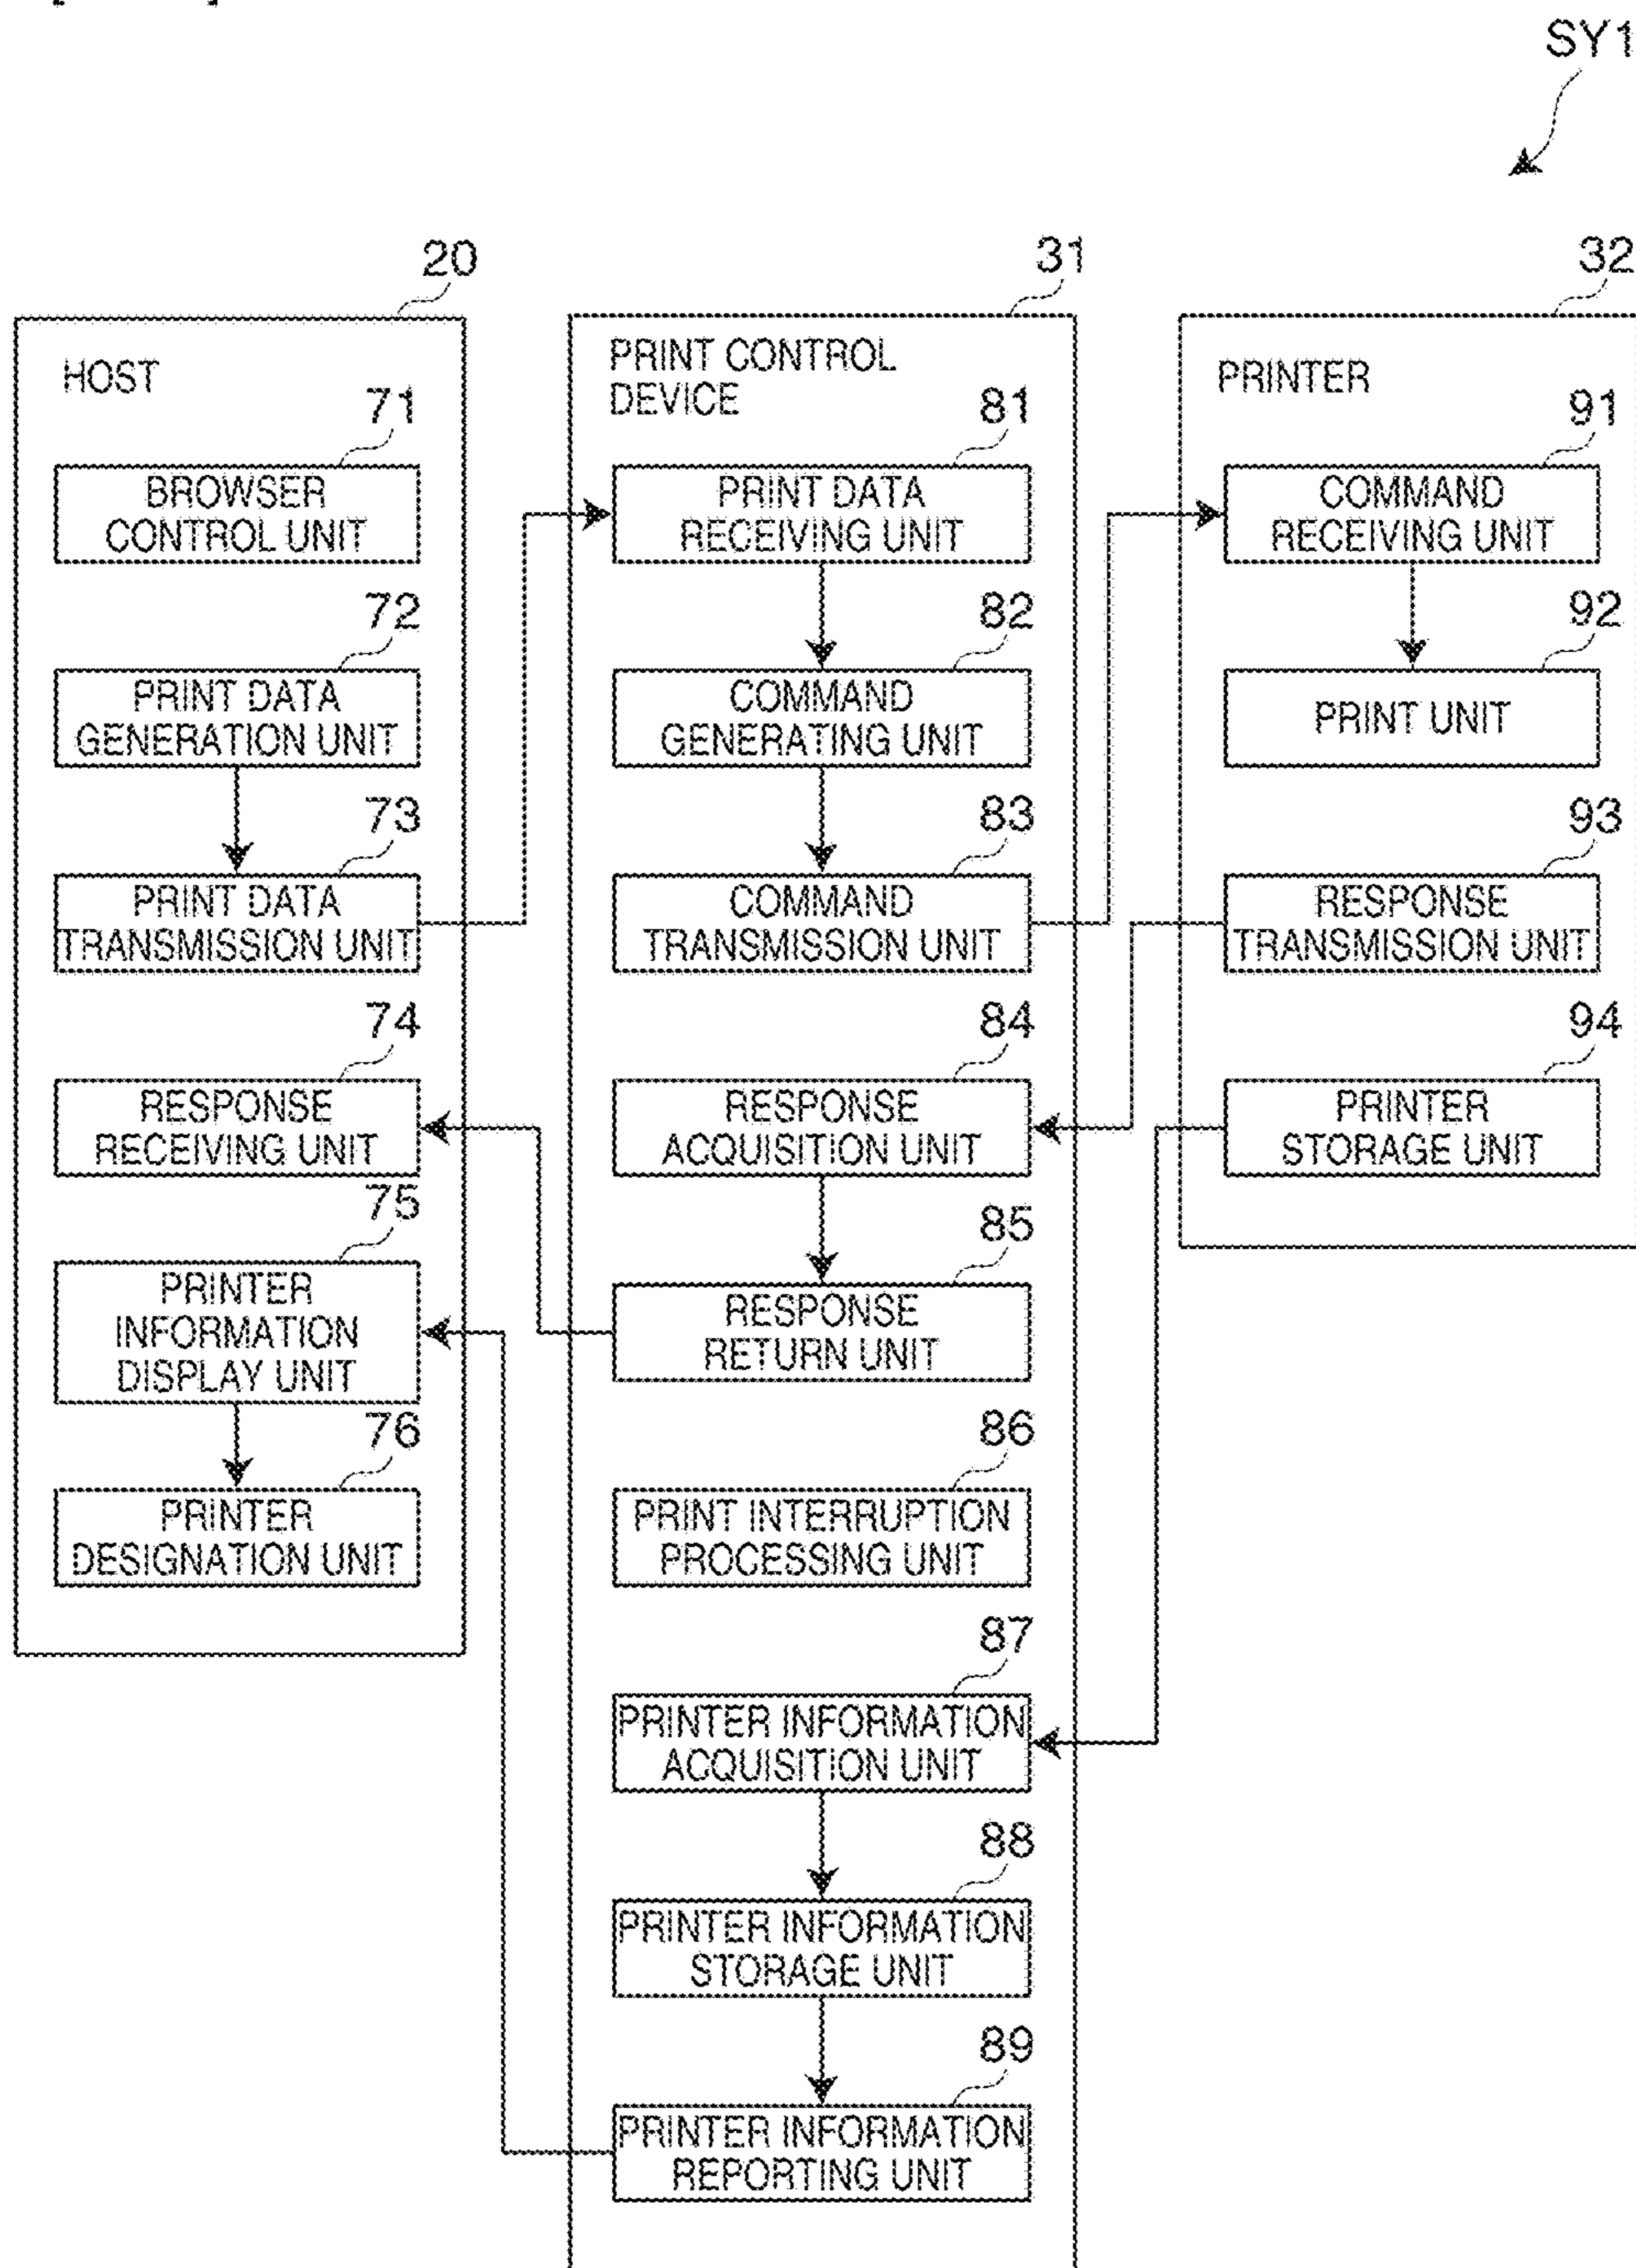 SY1
20
HOST
71
BROWSER
CONTROL UNIT
72
PRINT DATA
GENERATION UNIT
73
PRINT DATA
TRANSMISSION UNIT
74
RESPONSE
RECEIVING UNIT
75
PRINTER
INFORMATION
DISPLAY UNIT
76
PRINTER
DESIGNATION UNIT
31
PRINT CONTROL
DEVICE
81
PRINT DATA
RECEIVING UNIT
82
COMMAND
GENERATING UNIT
83
COMMAND
TRANSMISSION UNIT
84
RESPONSE
ACQUISITION UNIT
85
RESPONSE
RETURN UNIT
86
PRINT INTERRUPTION
PROCESSING UNIT
87
PRINTER INFORMATION
ACQUISITION UNIT
88
PRINTER INFORMATION
STORAGE UNIT
89
PRINTER INFORMATION
REPORTING UNIT
32
PRINTER
91
COMMAND
RECEIVING UNIT
92
PRINT UNIT
93
RESPONSE
TRANSMISSION UNIT
94
PRINTER
STORAGE UNIT